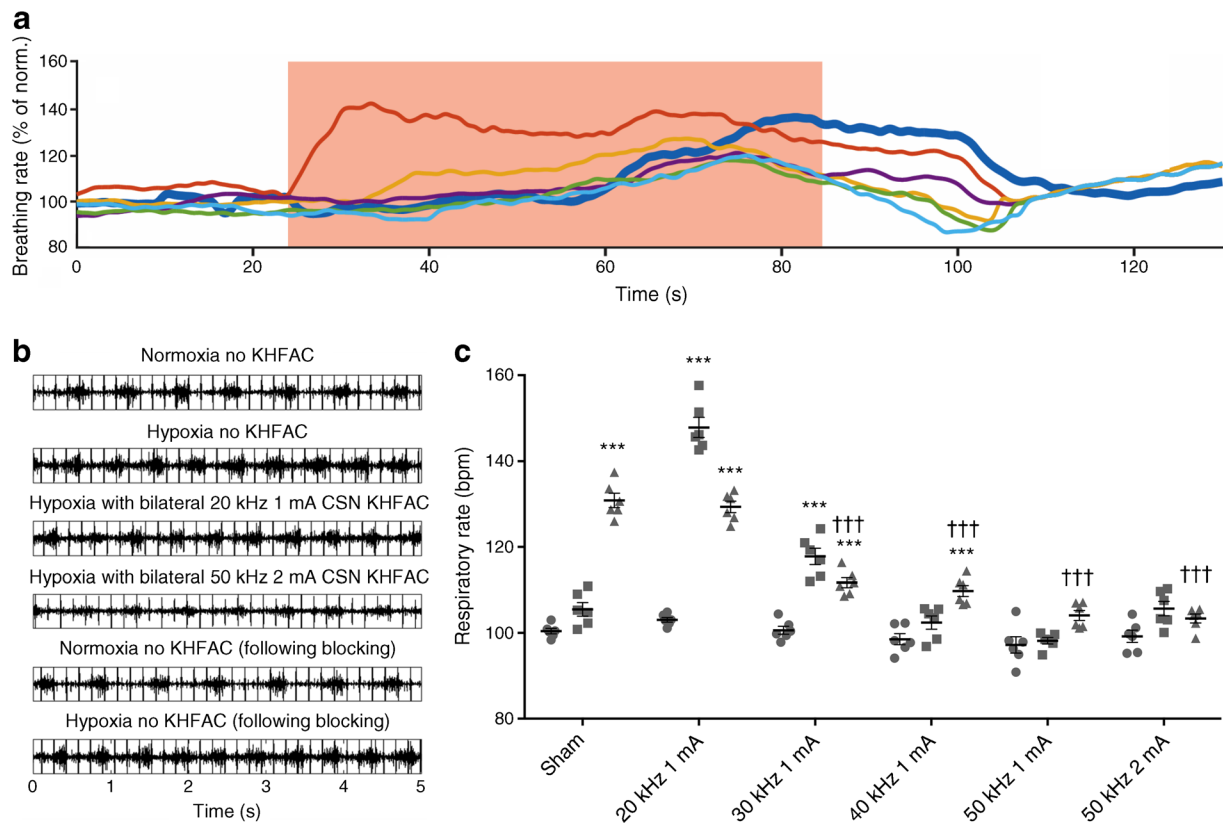 a
Breathing rate (% of norm.)
160
140
120
100
80
0 20 40 60 80 100 120
Time (s)
b
Normoxia no KHFAC
Hypoxia no KHFAC
Hypoxia with bilateral 20 kHz 1 mA CSN KHFAC
Hypoxia with bilateral 50 kHz 2 mA CSN KHFAC
Normoxia no KHFAC (following blocking)
Hypoxia no KHFAC (following blocking)
0 1 2 3 4 5
Time (s)
c
Respiratory rate (bpm)
160
140
120
100
80
***
***
***
***
†††
***
†††
***
†††
†††
Sham
20 kHz 1 mA
30 kHz 1 mA
40 kHz 1 mA
50 kHz 1 mA
50 kHz 2 mA